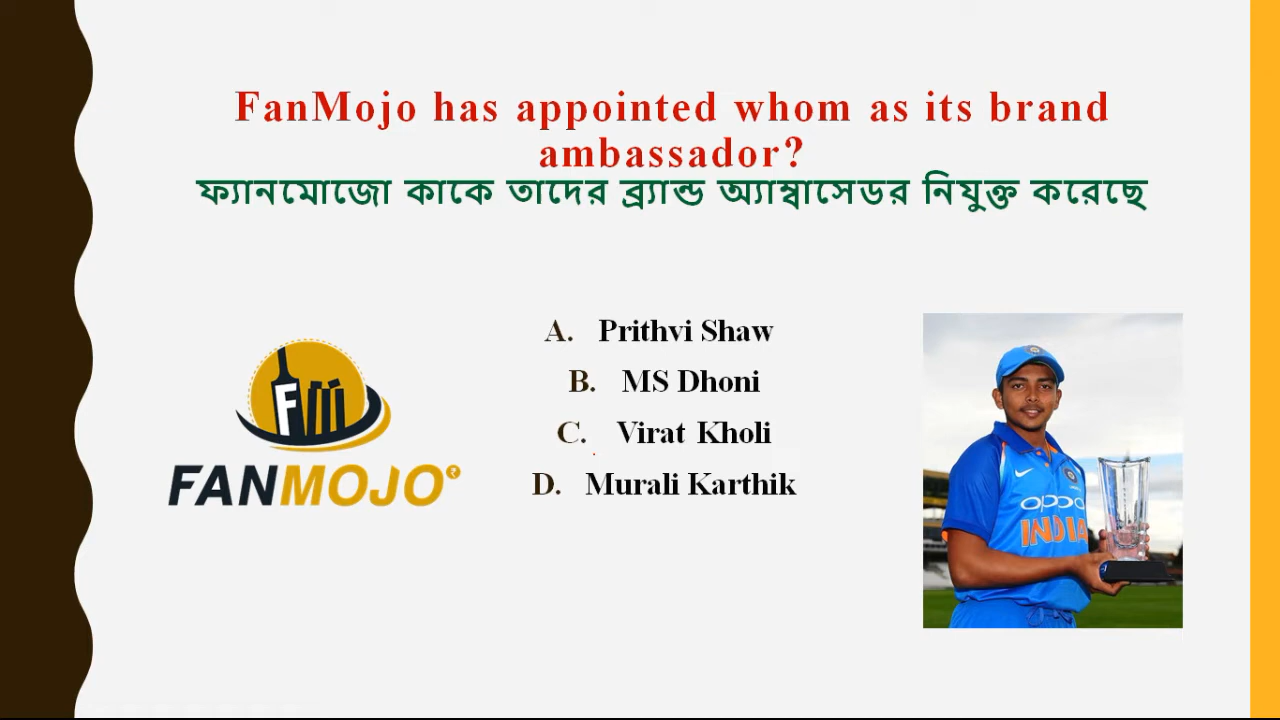 FanMojo has appointed whom as its brand
ambassador?
ফ্যানমোজো কাকে তাদের ব্র্যান্ড অ্যাম্বাসেডর নিযুক্ত করেছে
A. Prithvi Shaw
B. MS Dhoni
C. Virat Kholi
D. Murali Karthik
Fm
FANMOJO
oppo
INDIA